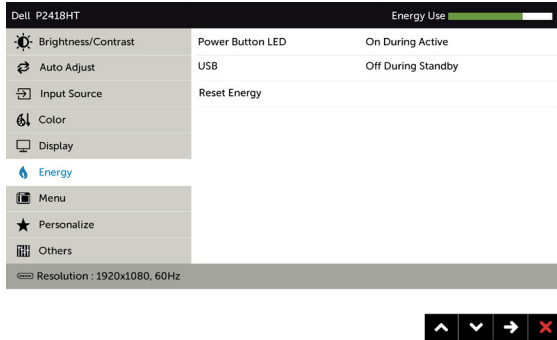 Dell P2418HT Energy Use
Brightness/Contrast Power Button LED On During Active
Auto Adjust USB Off During Standby
Input Source Reset Energy
Color
Display
Energy
Menu
Personalize
Others
Resolution : 1920x1080, 60Hz